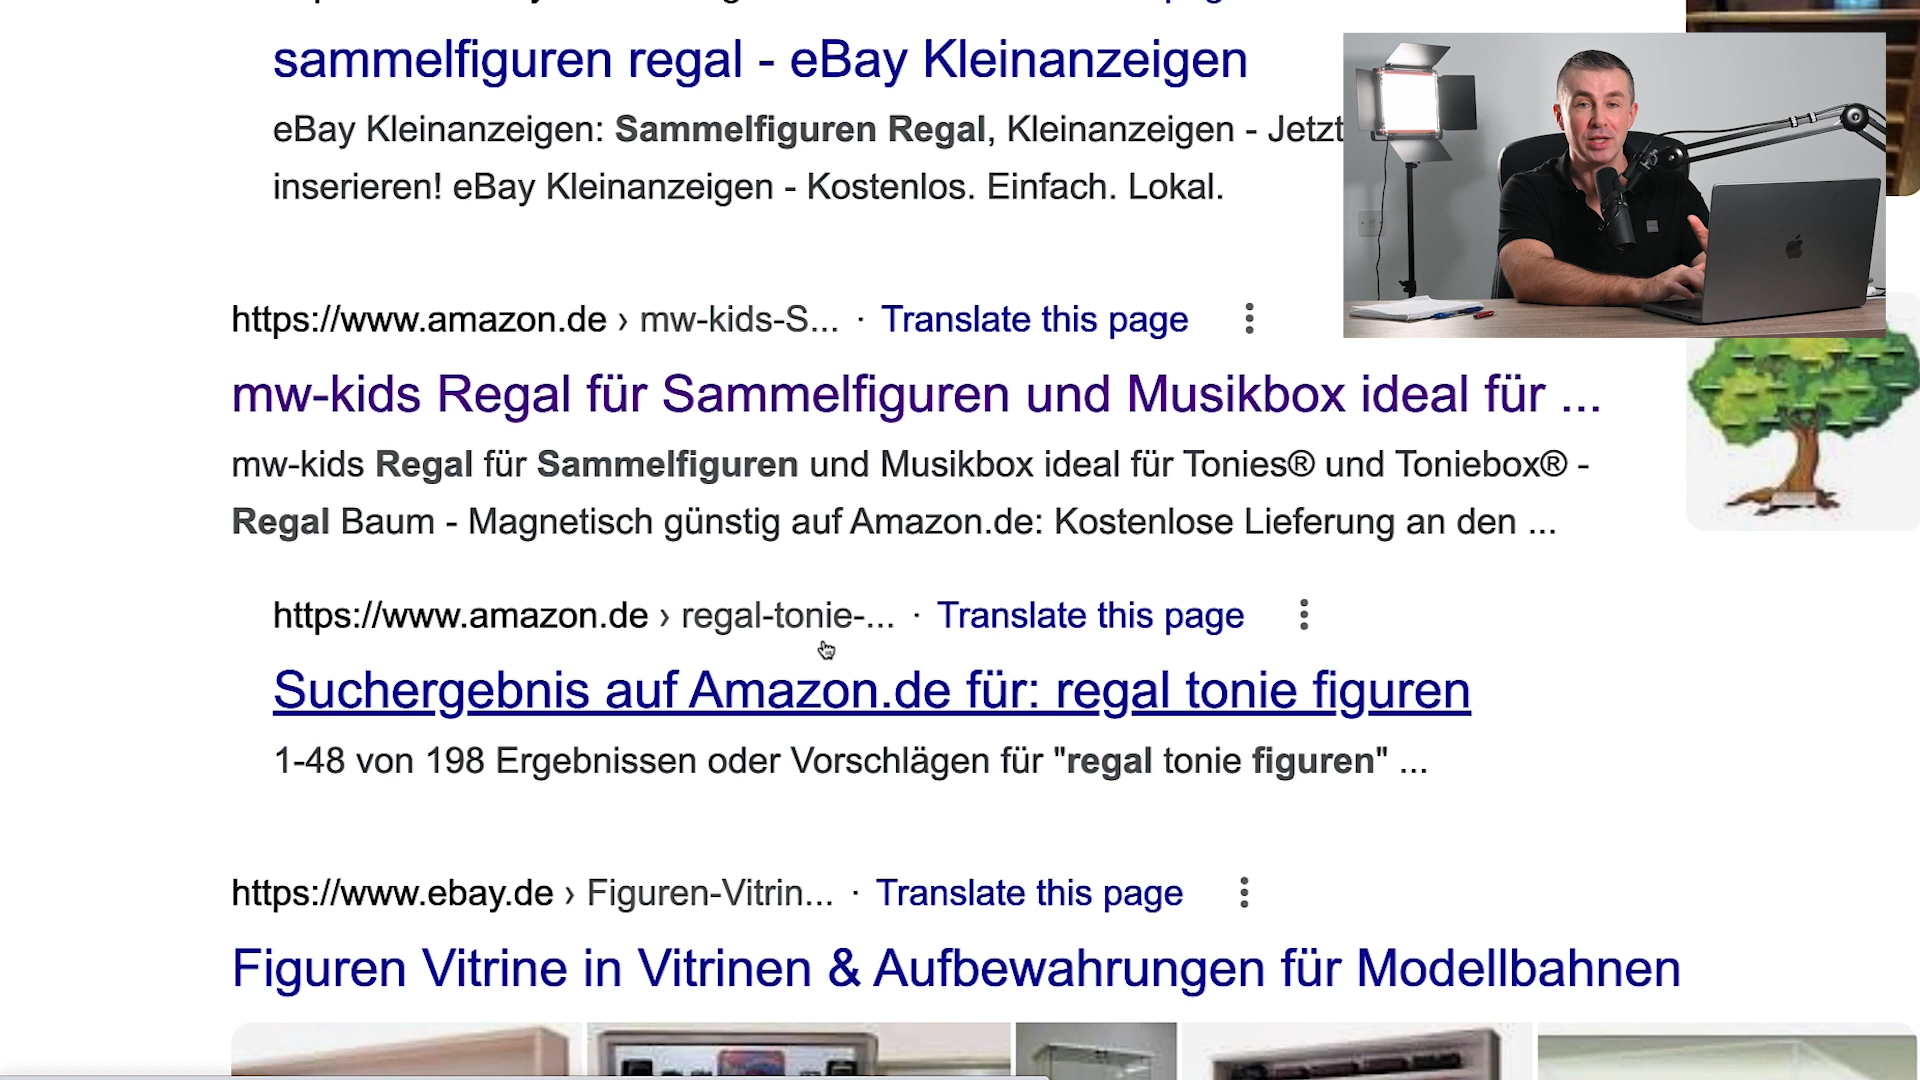 sammelfiguren regal - eBay Kleinanzeigen
eBay Kleinanzeigen: Sammelfiguren Regal, Kleinanzeigen - Jetzt
inserieren! eBay Kleinanzeigen - Kostenlos. Einfach. Lokal.
https://www.amazon.de › mw-kids-S... · Translate this page
mw-kids Regal für Sammelfiguren und Musikbox ideal für ...
mw-kids Regal für Sammelfiguren und Musikbox ideal für Tonies® und Toniebox® -
Regal Baum - Magnetisch günstig auf Amazon.de: Kostenlose Lieferung an den ...
https://www.amazon.de › regal-tonie-... · Translate this page
Suchergebnis auf Amazon.de für: regal tonie figuren
1-48 von 198 Ergebnissen oder Vorschlägen für "regal tonie figuren" ...
https://www.ebay.de › Figuren-Vitrin... · Translate this page
Figuren Vitrine in Vitrinen & Aufbewahrungen für Modellbahnen